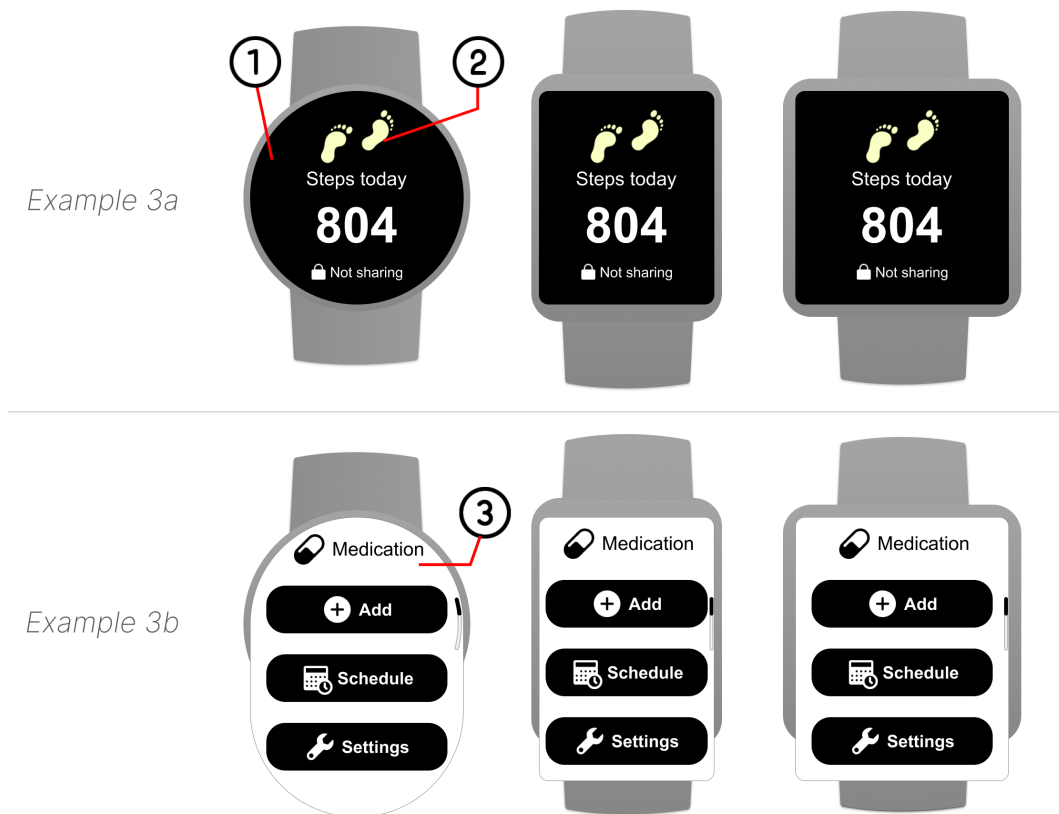 1
2
Example 3a
Steps today
804
Not sharing
Steps today
804
Not sharing
Steps today
804
Not sharing
3
Example 3b
Medication
Add
Schedule
Settings
Medication
Add
Schedule
Settings
Medication
Add
Schedule
Settings